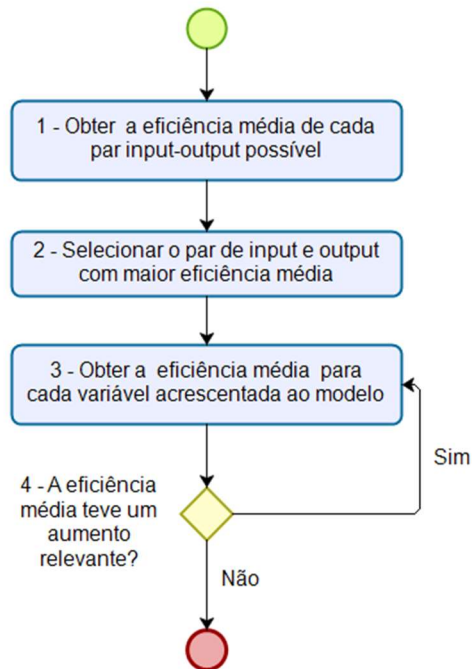 1 - Obter a eficiência média de cada
par input-output possível
2 - Selecionar o par de input e output
com maior eficiência média
3 - Obter a eficiência média para
cada variável acrescentada ao modelo
Sim
4 - A eficiência
média teve um
aumento
relevante?
Não